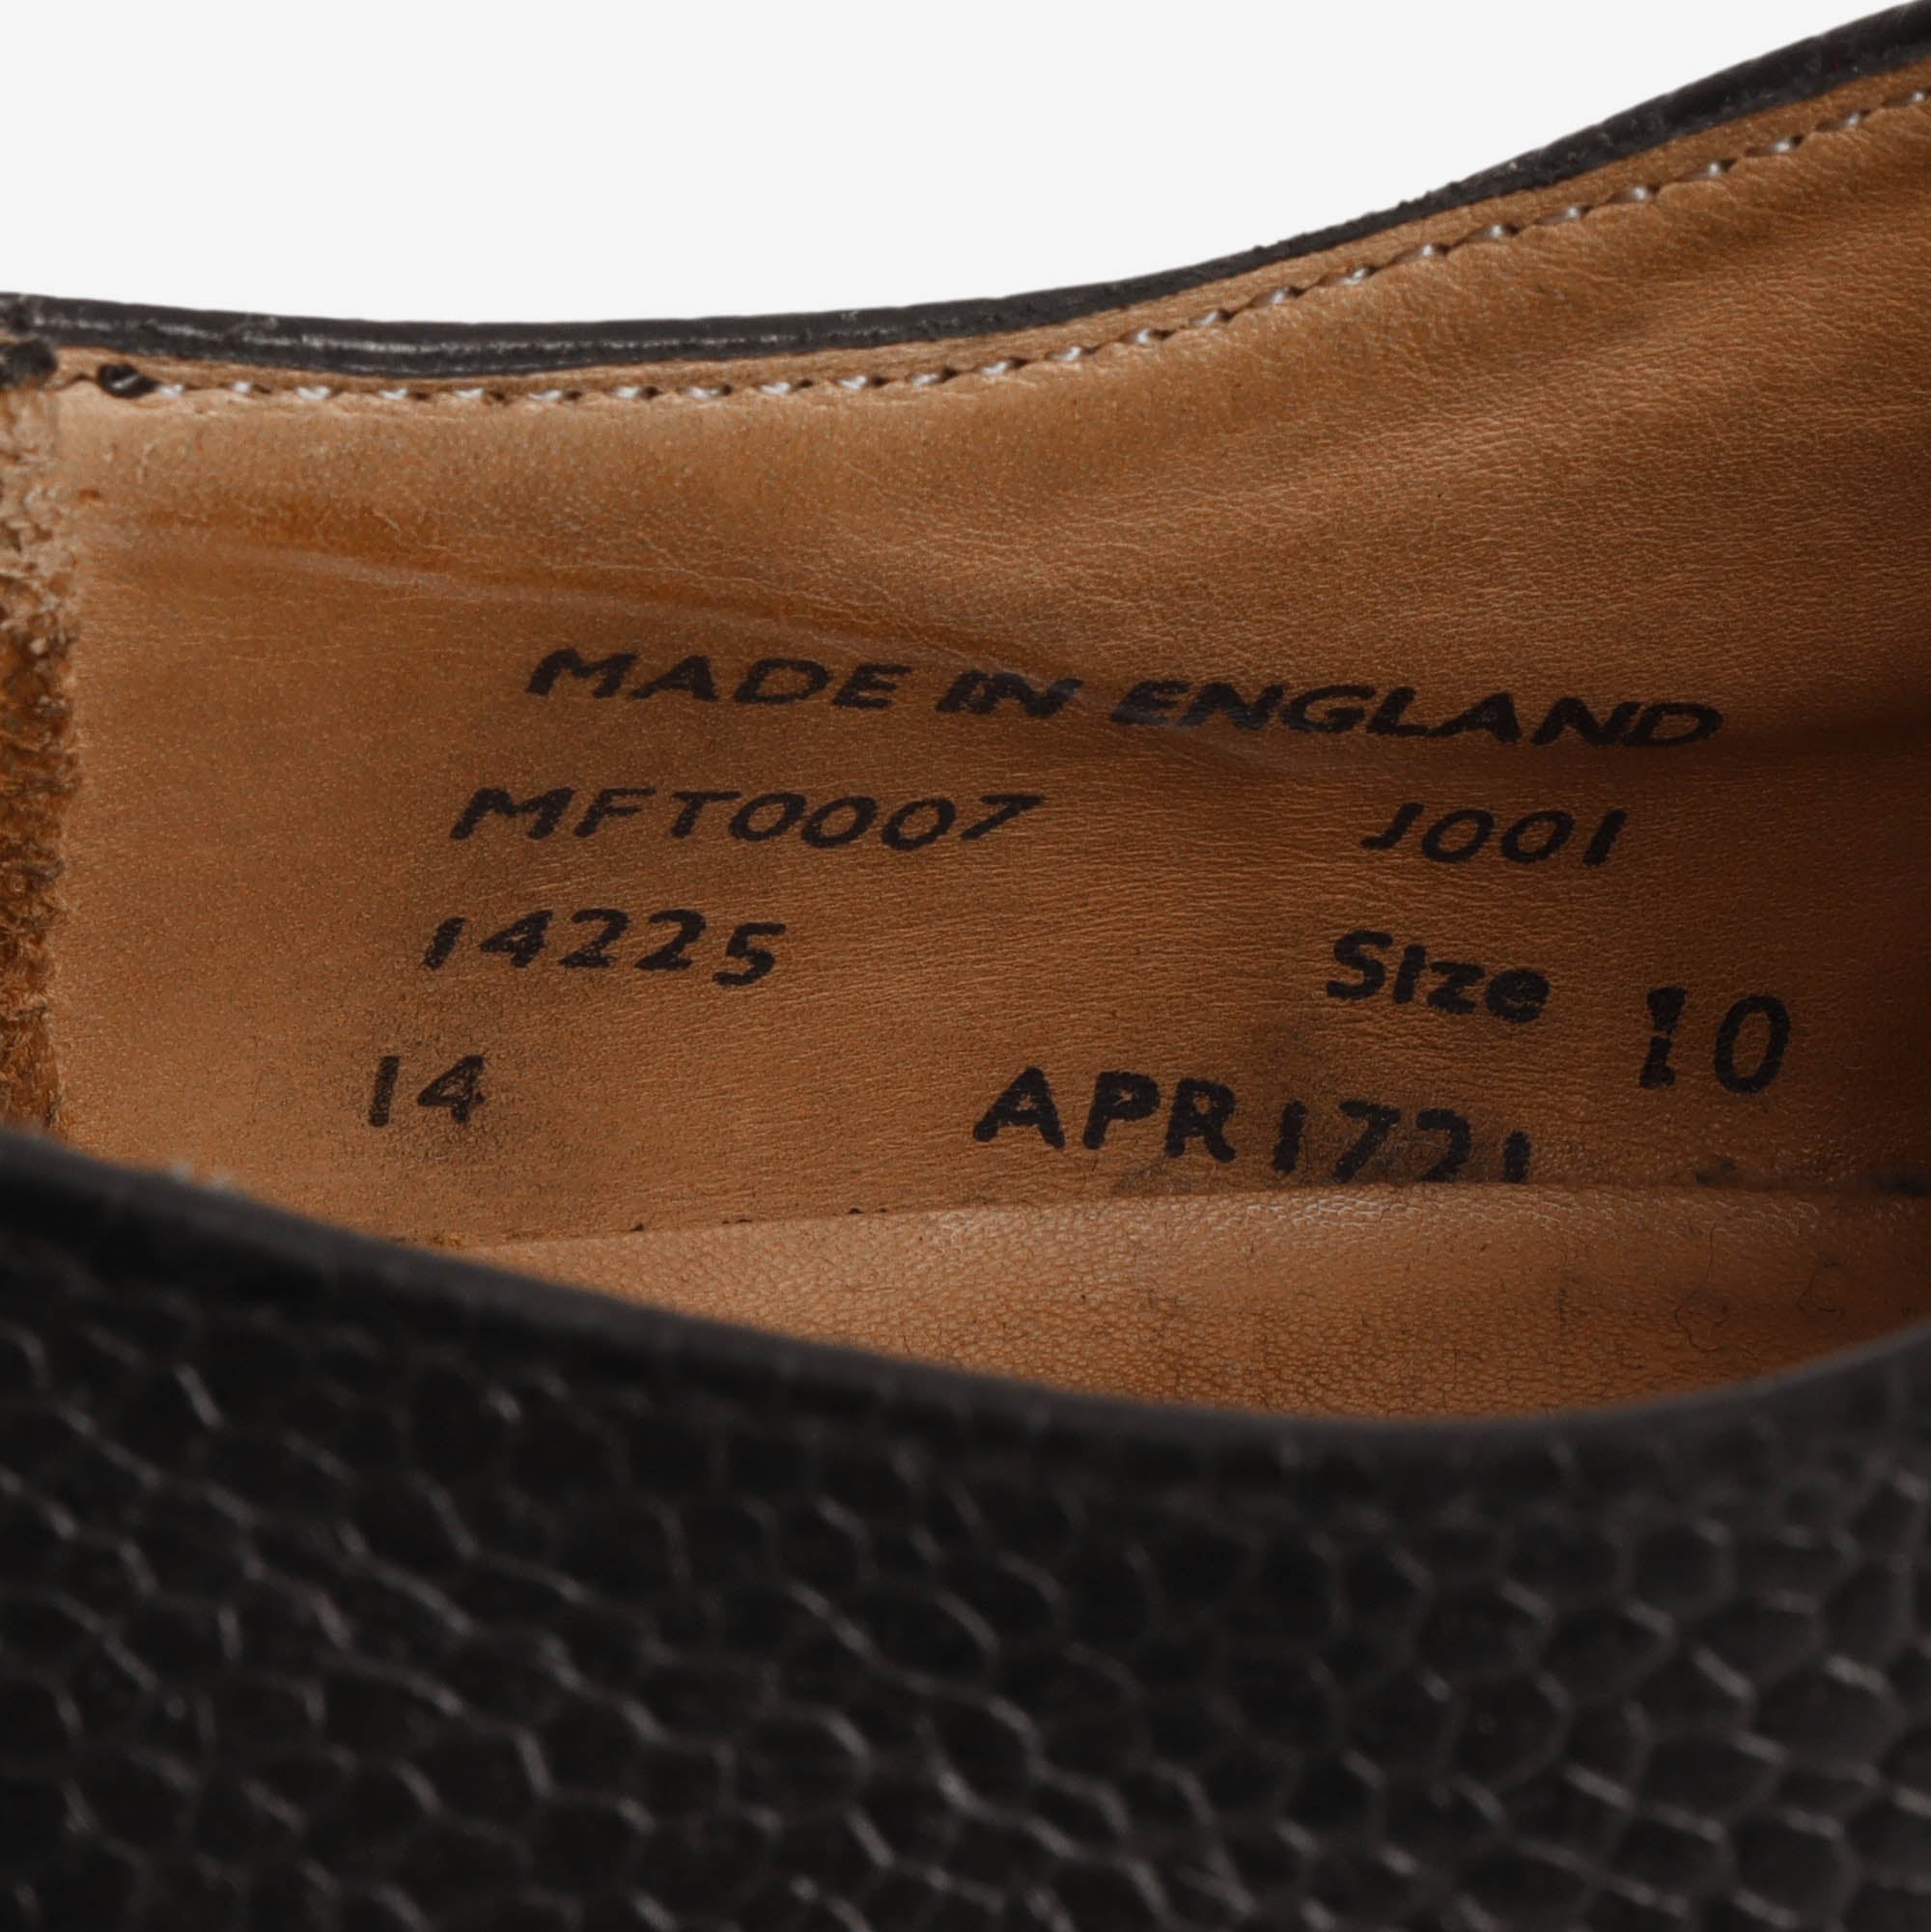 MADE IN ENGLAND
MFT0007 J001
14225 Size 10
14 APR 1721